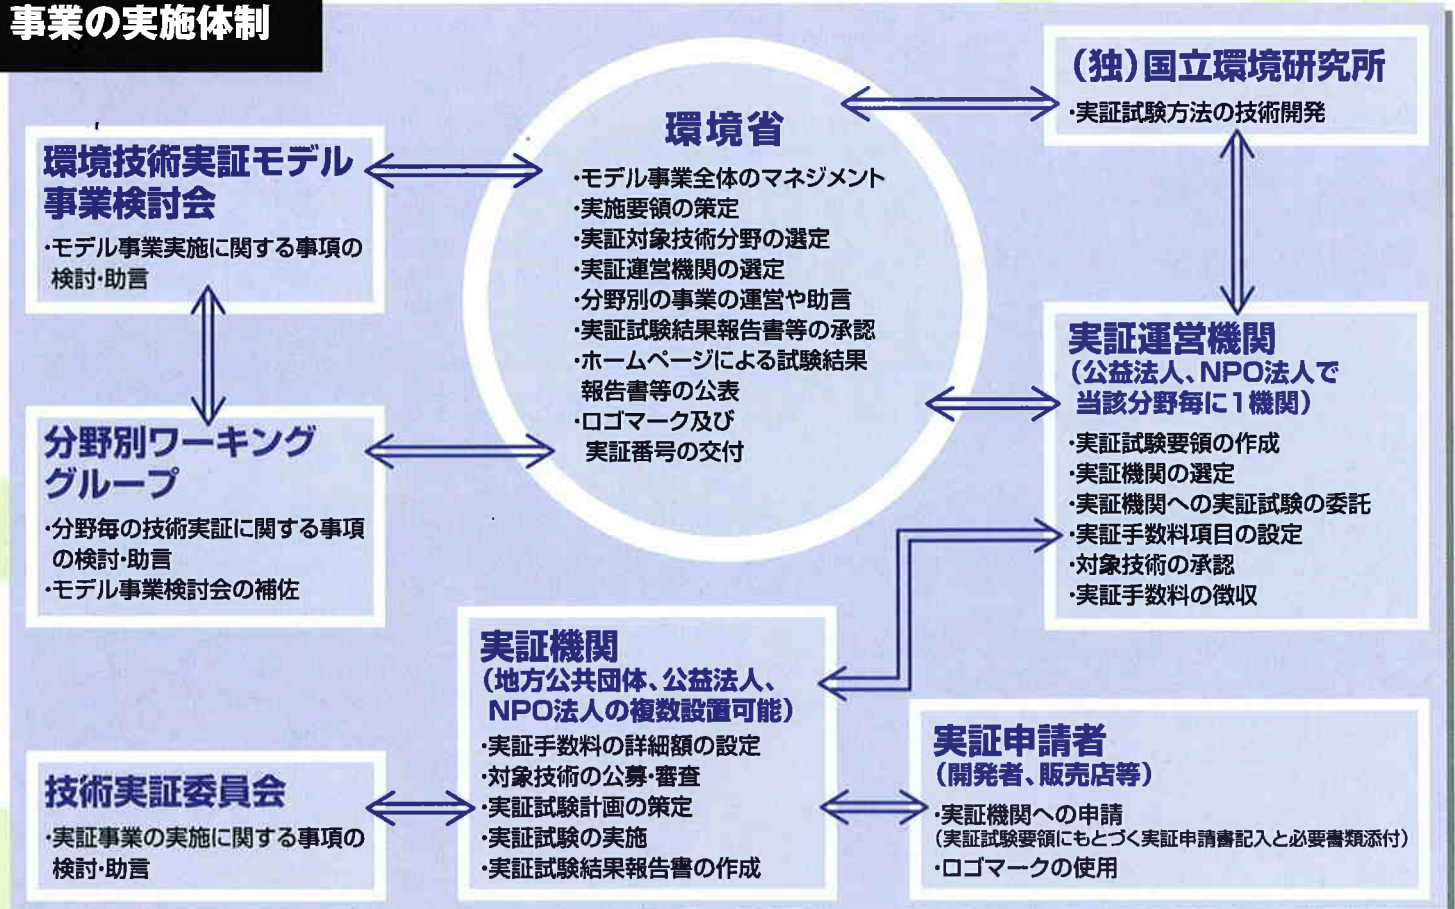 事業の実施体制
環境技術実証モデル
事業検討会
・モデル事業実施に関する事項の
検討・助言
分野別ワーキング
グループ
・分野毎の技術実証に関する事項
の検討・助言
・モデル事業検討会の補佐
技術実証委員会
・実証事業の実施に関する事項の
検討・助言
環境省
・モデル事業全体のマネジメント
・実施要領の策定
・実証対象技術分野の選定
・実証運営機関の選定
・分野別の事業の運営や助言
・実証試験結果報告書等の承認
・ホームページによる試験結果
報告書等の公表
・ロゴマーク及び
実証番号の交付
実証機関
(地方公共団体、公益法人、
NPO法人の複数設置可能)
・実証手数料の詳細額の設定
・対象技術の公募・審査
・実証試験計画の策定
・実証試験の実施
・実証試験結果報告書の作成
(独)国立環境研究所
・実証試験方法の技術開発
実証運営機関
(公益法人、NPO法人で
当該分野毎に1機関)
・実証試験要領の作成
・実証機関の選定
・実証機関への実証試験の委託
・実証手数料項目の設定
・対象技術の承認
・実証手数料の徴収
実証申請者
(開発者、販売店等)
・実証機関への申請
(実証試験要領にもとづく実証申請書記入と必要書類添付)
・ロゴマークの使用